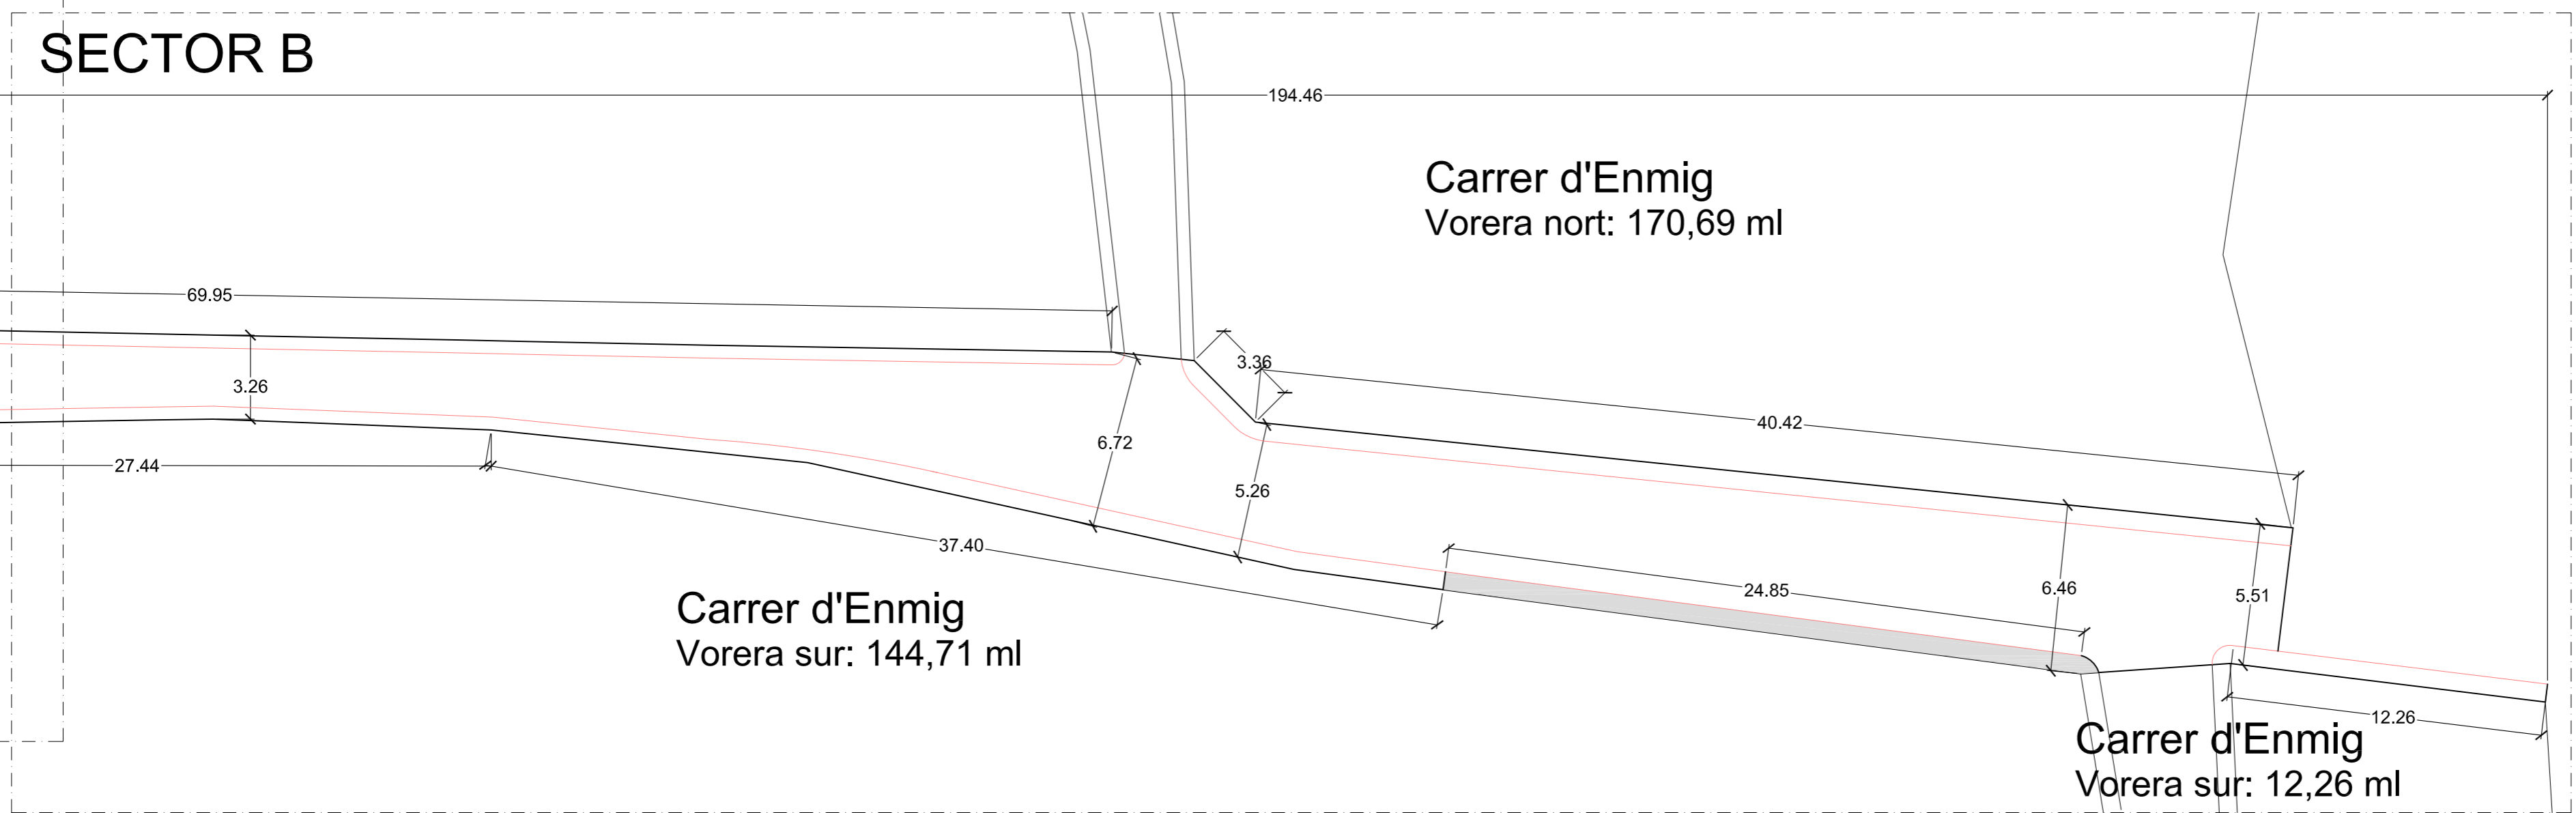 SECTOR B
194.46
Carrer d'Enmig
Vorera nort: 170,69 ml
69.95
3.36
3.26
40.42
6.72
27.44
5.26
37.40
24.85
6.46
5.51
Carrer d'Enmig
Vorera sur: 144,71 ml
12.26
Carrer d'Enmig
Vorera sur: 12,26 ml